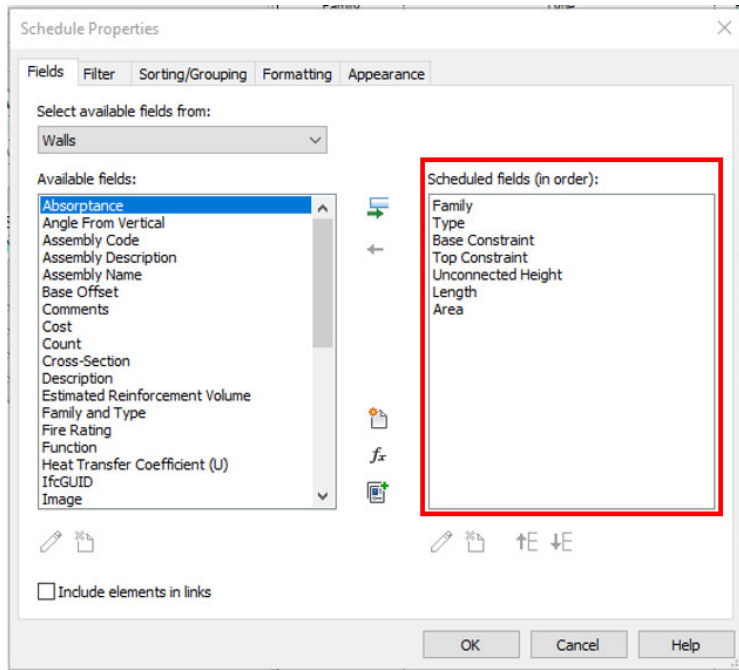 Schedule Properties
Fields Filter Sorting/Grouping Formatting Appearance
Select available fields from:
Walls
Available fields:
Absorptance
Angle From Vertical
Assembly Code
Assembly Description
Assembly Name
Base Offset
Comments
Cost
Count
Cross-Section
Description
Estimated Reinforcement Volume
Family and Type
Fire Rating
Function
Heat Transfer Coefficient (U)
IfcGUID
Image
fx
Scheduled fields (in order):
Family
Type
Base Constraint
Top Constraint
Unconnected Height
Length
Area
Include elements in links
OK Cancel Help